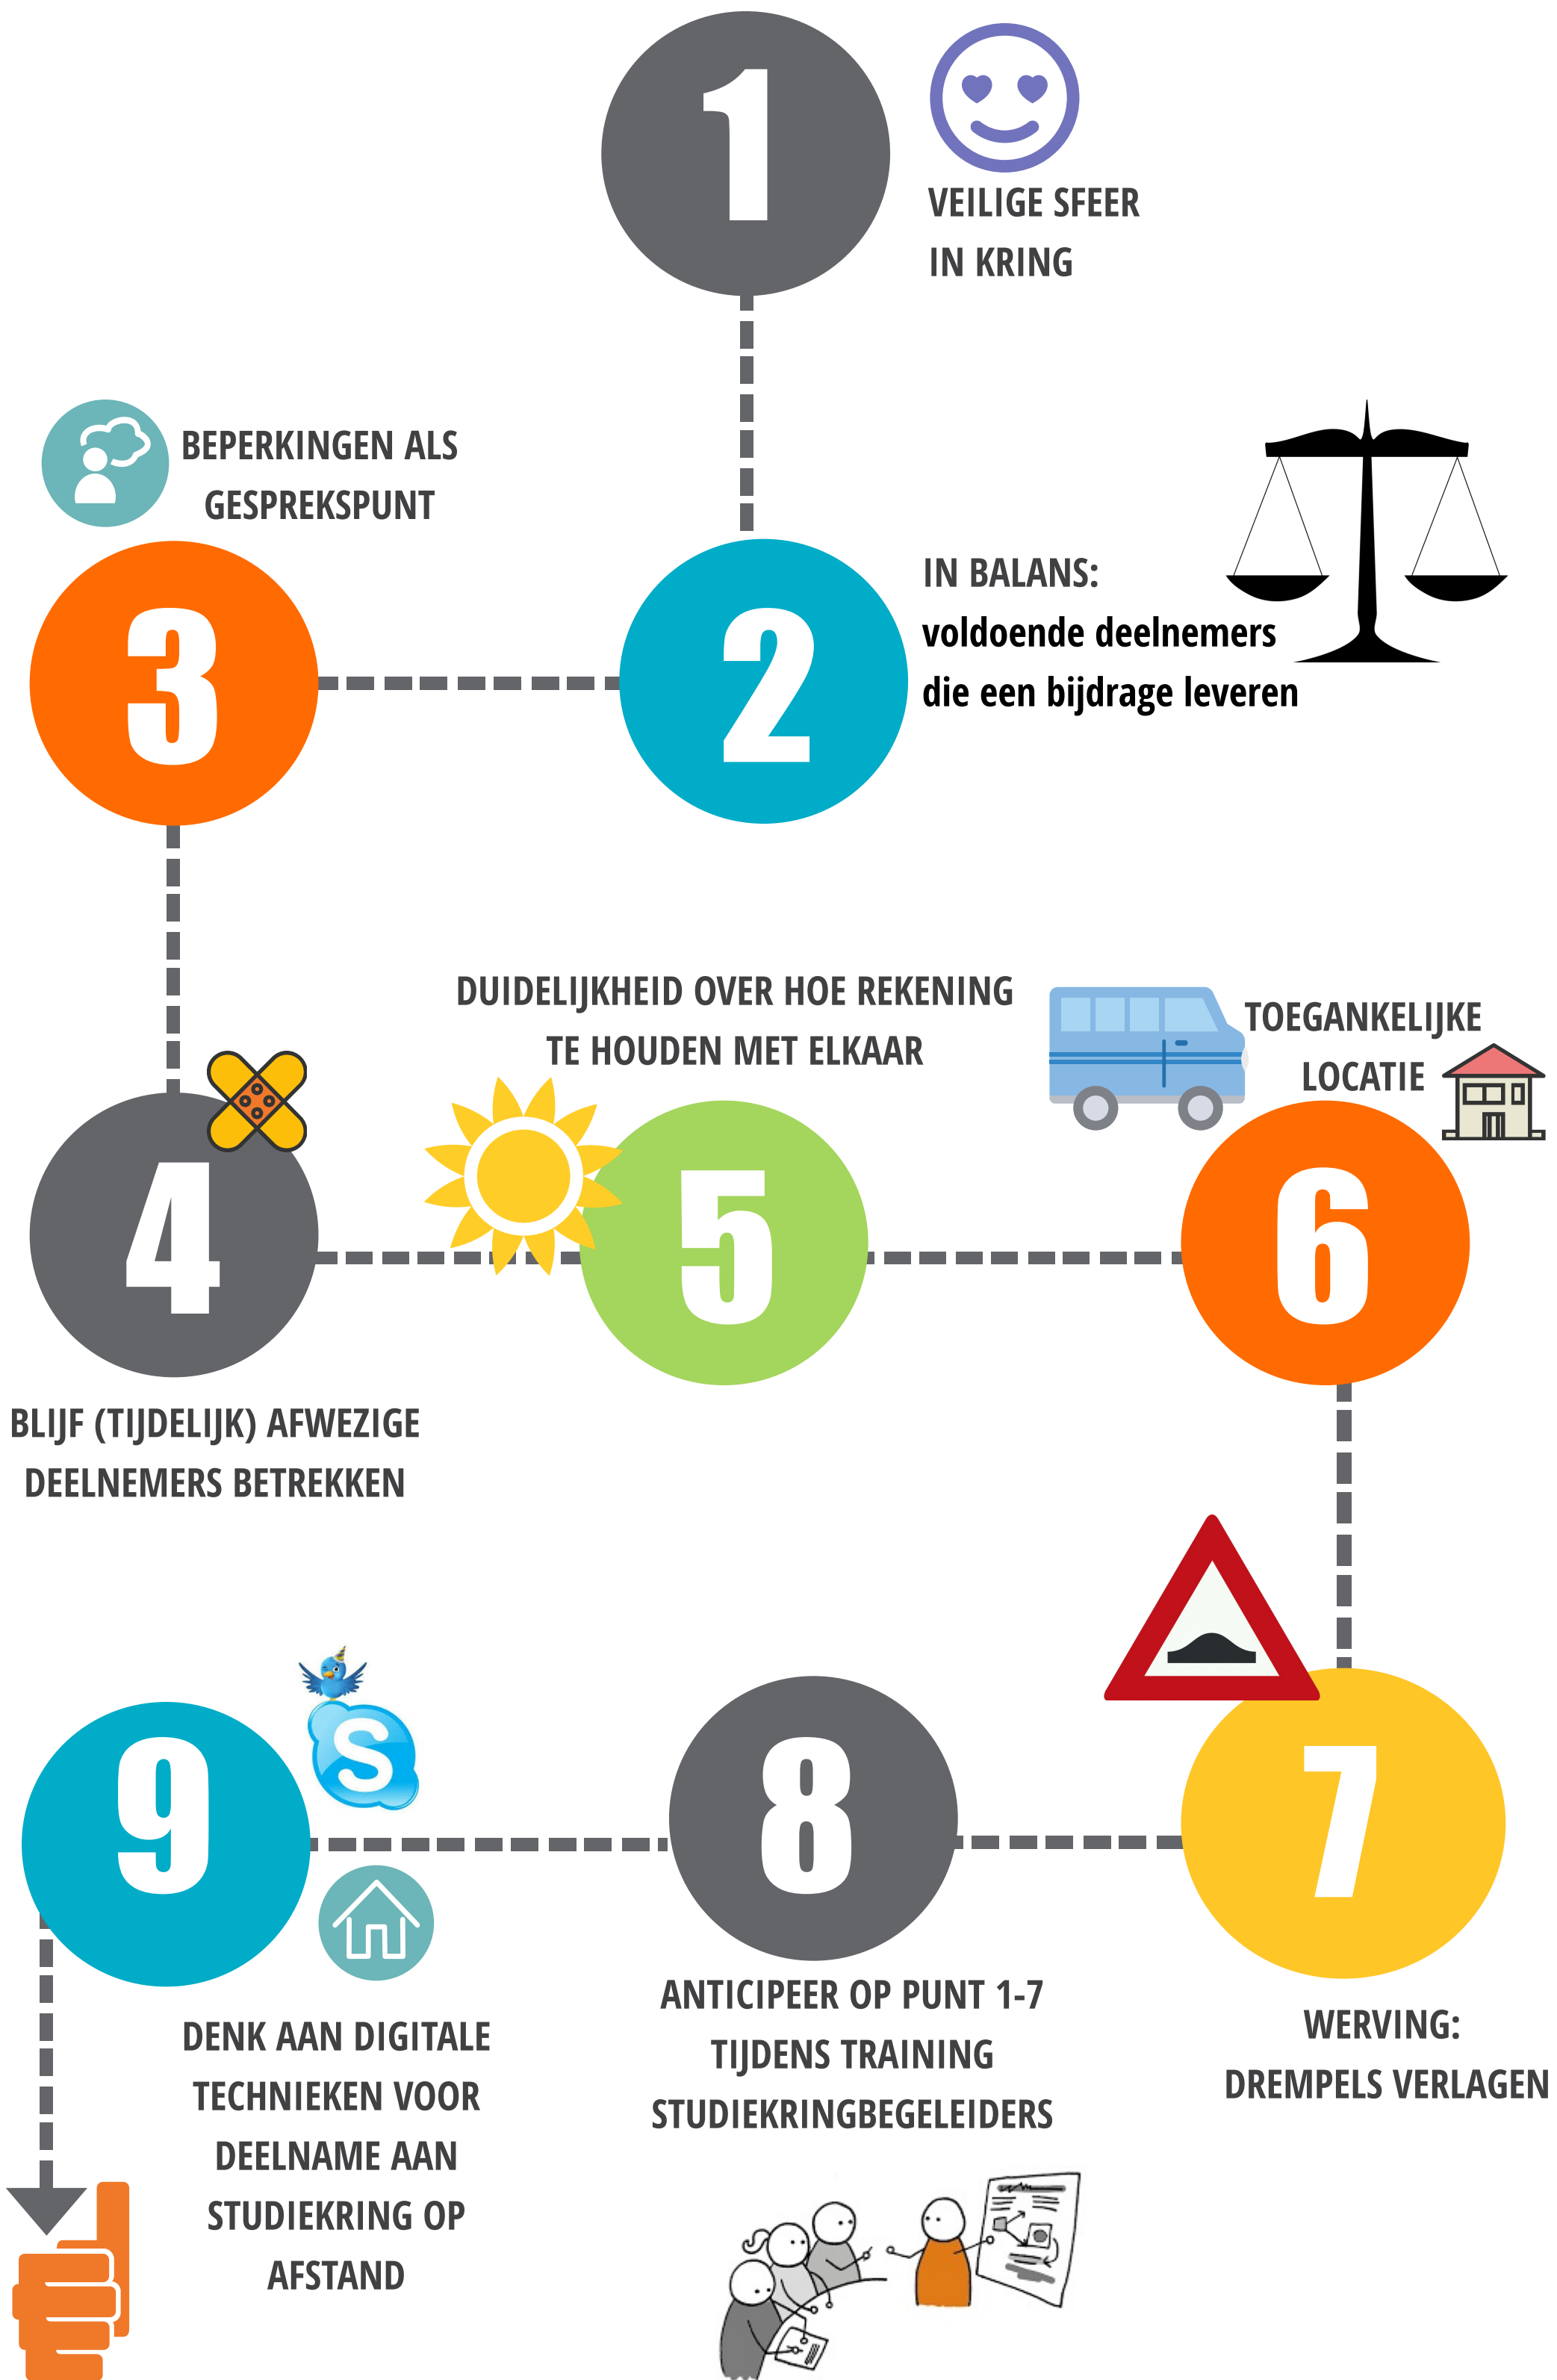 1
VEILIGE SFEER
IN KRING
2
IN BALANS:
voldoende deelnemers
die een bijdrage leveren
3
BEPERKINGEN ALS
GESPREKSPUNT
4
BLIJF (TIJDELIJK) AFWEZIGE
DEELNEMERS BETREKKEN
5
DUIDELIJKHEID OVER HOE REKENING
TE HOUDEN MET ELKAAR
6
TOEGANKELIJKE
LOCATIE
7
WERVING:
DREMPELS VERLAGEN
8
ANTICIPEER OP PUNT 1-7
TIJDENS TRAINING
STUDIEKRINGBEGELEIDERS
9
S
DENK AAN DIGITALE
TECHNIEKEN VOOR
DEELNAME AAN
STUDIEKRING OP
AFSTAND